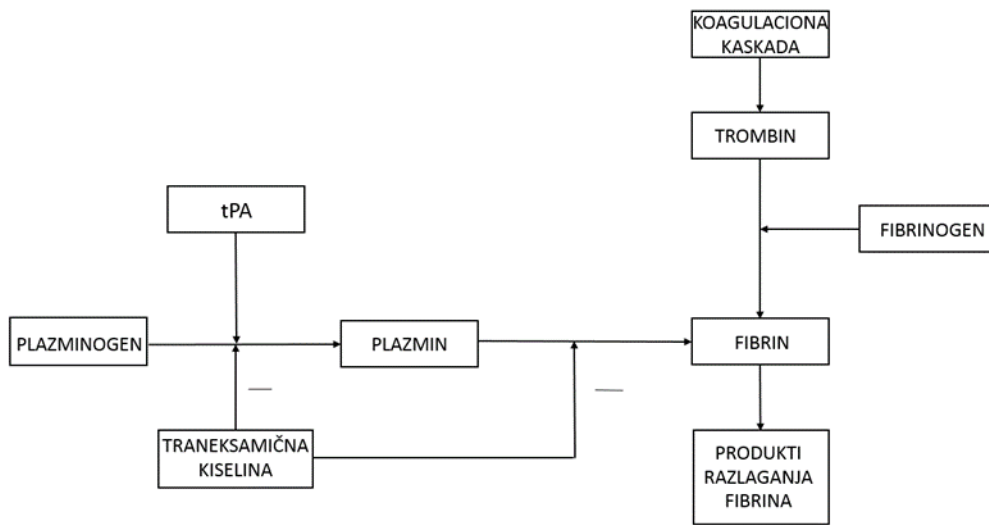 KOAGULACIONA
KASKADA
TROMBIN
tPA
FIBRINOGEN
PLAZMINOGEN
PLAZMIN
FIBRIN
TRANEKSAMIČNA
KISELINA
PRODUKTI
RAZLAGANJA
FIBRINA